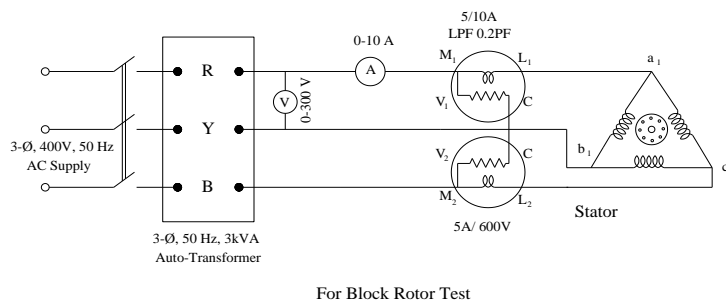 5/10A
LPF 0.2PF
0-10 A
M1
L1
a1
R
A
V
0-300 V
V1
C
Y
3-Ø, 400V, 50 Hz
AC Supply
V2
C
b1
B
M2
L2
Stator
5A/ 600V
3-Ø, 50 Hz, 3kVA
Auto-Transformer
For Block Rotor Test